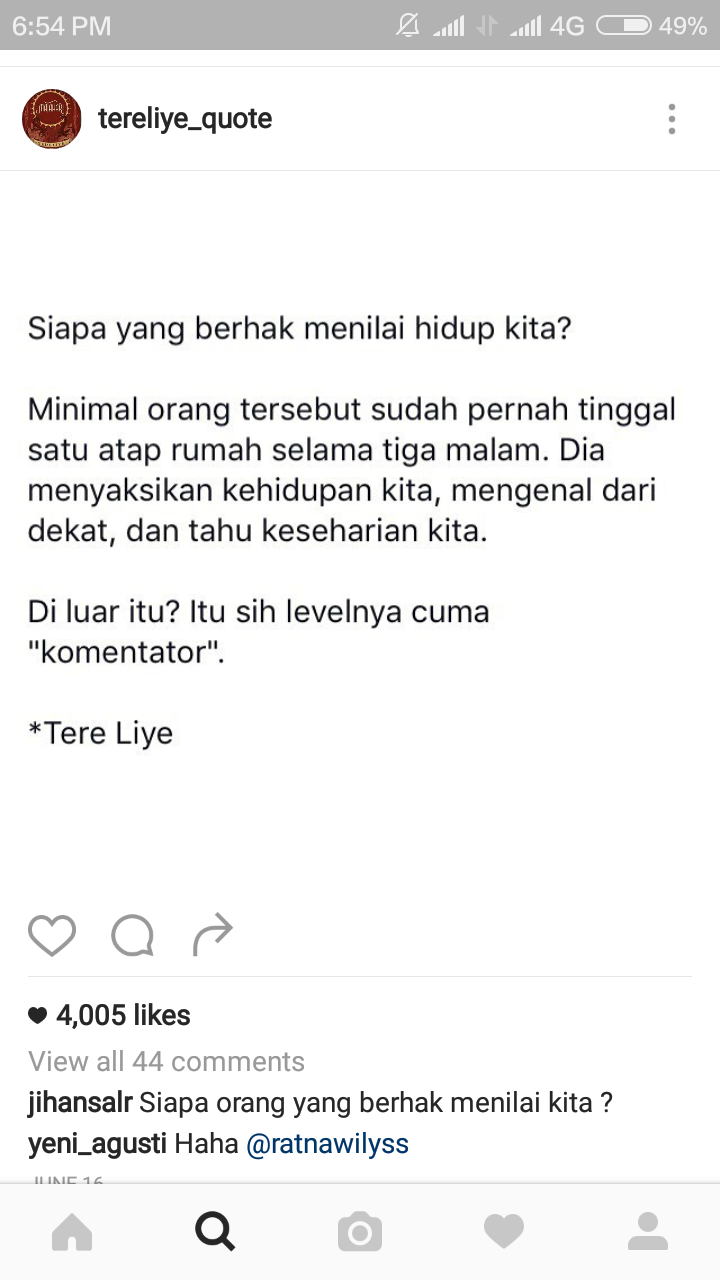 6:54 PM 4G 49%
tereliye_quote
Siapa yang berhak menilai hidup kita?
Minimal orang tersebut sudah pernah tinggal
satu atap rumah selama tiga malam. Dia
menyaksikan kehidupan kita, mengenal dari
dekat, dan tahu keseharian kita.
Di luar itu? Itu sih levelnya cuma
"komentator".
*Tere Liye
4,005 likes
View all 44 comments
jihansalr Siapa orang yang berhak menilai kita ?
yeni_agusti Haha @ratnawilyss
JUNE 16